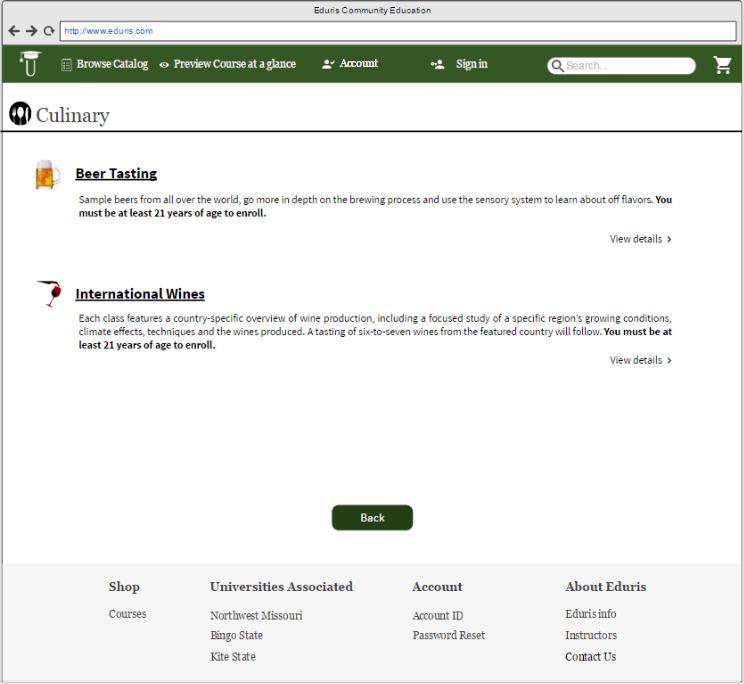 Eduris Community Education
http://www.eduris.com
Browse Catalog Preview Course at a glance Account Sign in Search...
Culinary
Beer Tasting
Sample beers from all over the world, go more in depth on the brewing process and use the sensory system to learn about off flavors. You
must be at least 21 years of age to enroll.
View details >
International Wines
Each class features a country-specific overview of wine production, including a focused study of a specific region's growing conditions,
climate effects, techniques and the wines produced. A tasting of six-to-seven wines from the featured country will follow. You must be at
least 21 years of age to enroll.
View details >
Back
Shop Universities Associated Account About Eduris
Courses Northwest Missouri Account ID Eduris info
Bingo State Password Reset Instructors
Kite State Contact Us